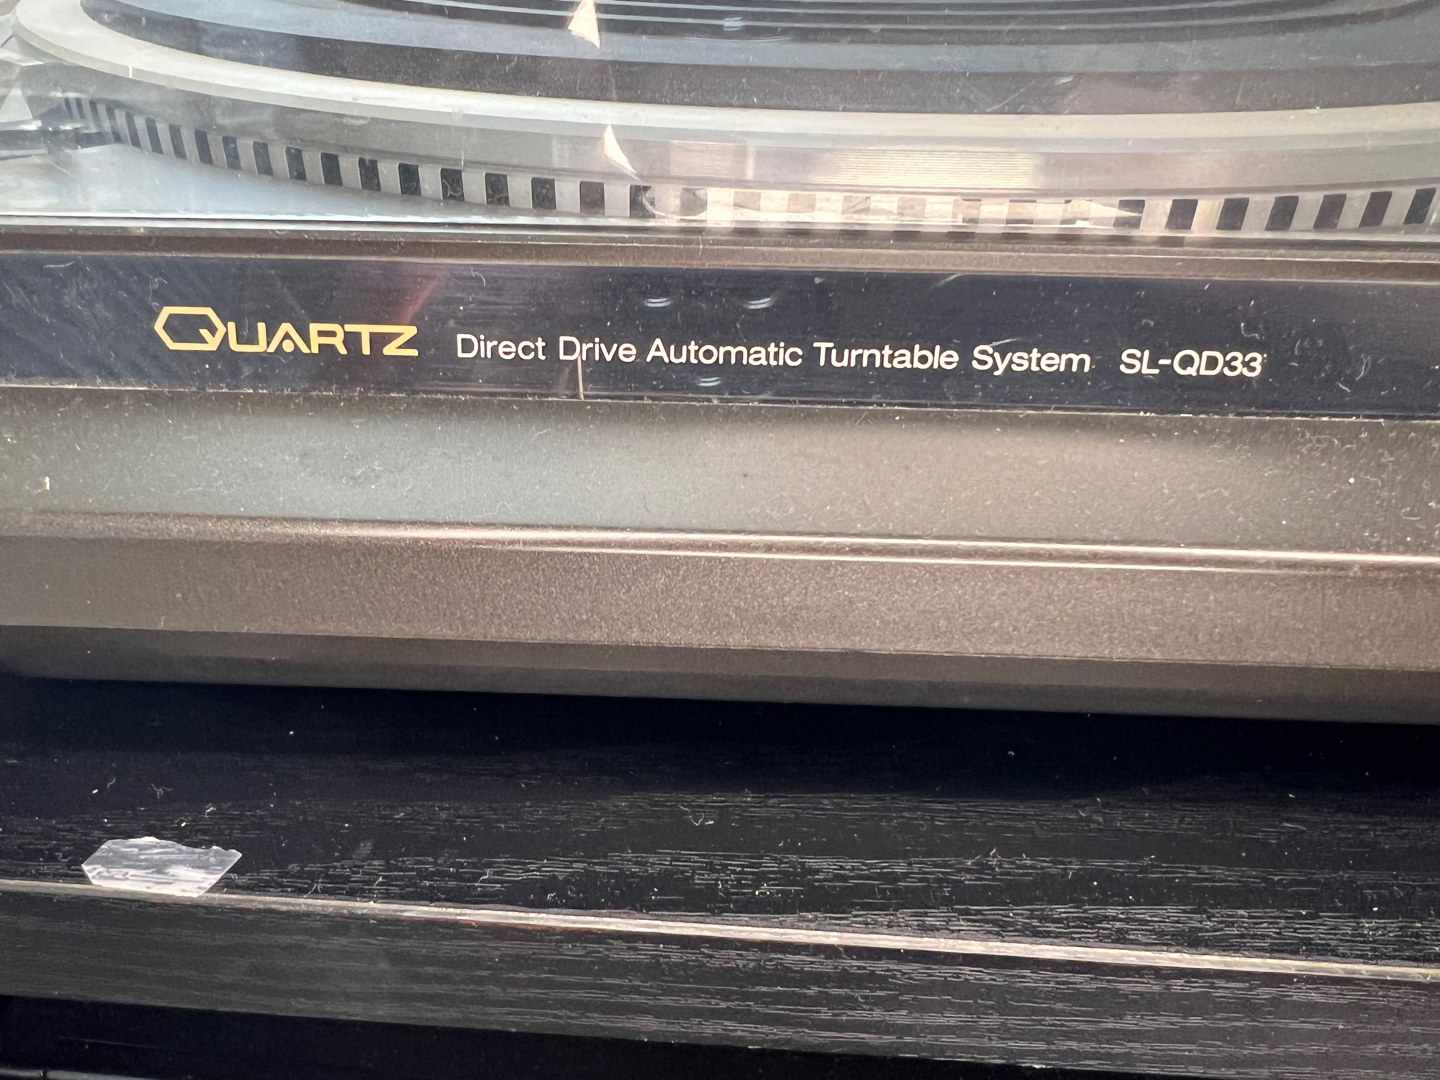 QUARTZ Direct Drive Automatic Turntable System SL-QD33